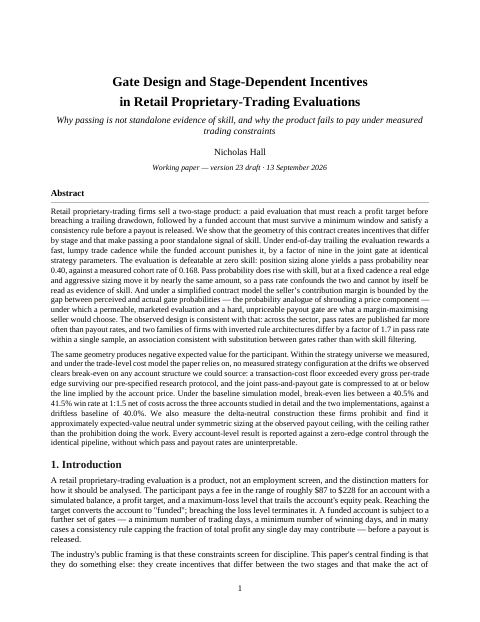 Gate Design and Stage-Dependent Incentives
in Retail Proprietary-Trading Evaluations
Why passing is not standalone evidence of skill, and why the product fails to pay under measured
trading constraints
Nicholas Hall
Working paper — version 23 draft · 13 September 2026
Abstract
Retail proprietary-trading firms sell a two-stage product: a paid evaluation that must reach a profit target before
breaching a trailing drawdown, followed by a funded account that must survive a minimum window and satisfy a
consistency rule before a payout is released. We show that the geometry of this contract creates incentives that differ
by stage and that make passing a poor standalone signal of skill. Under end-of-day trailing the evaluation rewards a
fast, lumpy trade cadence while the funded account punishes it, by a factor of nine in the joint gate at identical
strategy parameters. The evaluation is defeatable at zero skill: position sizing alone yields a pass probability near
0.40, against a measured cohort rate of 0.168. Pass probability does rise with skill, but at a fixed cadence a real edge
and aggressive sizing move it by nearly the same amount, so a pass rate confounds the two and cannot by itself be
read as evidence of skill. And under a simplified contract model the seller's contribution margin is bounded by the
gap between perceived and actual gate probabilities — the probability analogue of shrouding a price component —
under which a permeable, marketed evaluation and a hard, unpriceable payout gate are what a margin-maximising
seller would choose. The observed design is consistent with that: across the sector, pass rates are published far more
often than payout rates, and two families of firms with inverted rule architectures differ by a factor of 1.7 in pass rate
within a single sample, an association consistent with substitution between gates rather than with skill filtering.
The same geometry produces negative expected value for the participant. Within the strategy universe we measured,
and under the trade-level cost model the paper relies on, no measured strategy configuration at the drifts we observed
clears break-even on any account structure we could source: a transaction-cost floor exceeded every gross per-trade
edge surviving our pre-specified research protocol, and the joint pass-and-payout gate is compressed to at or below
the line implied by the account price. Under the baseline simulation model, break-even lies between a 40.5% and
41.5% win rate at 1:1.5 net of costs across the three accounts studied in detail and the two implementations, against a
driftless baseline of 40.0%. We also measure the delta-neutral construction these firms prohibit and find it
approximately expected-value neutral under symmetric sizing at the observed payout ceiling, with the ceiling rather
than the prohibition doing the work. Every account-level result is reported against a zero-edge control through the
identical pipeline, without which pass and payout rates are uninterpretable.
1. Introduction
A retail proprietary-trading evaluation is a product, not an employment screen, and the distinction matters for
how it should be analysed. The participant pays a fee in the range of roughly $87 to $228 for an account with a
simulated balance, a profit target, and a maximum-loss level that trails the account's equity peak. Reaching the
target converts the account to "funded"; breaching the loss level terminates it. A funded account is subject to a
further set of gates — a minimum number of trading days, a minimum number of winning days, and in many
cases a consistency rule capping the fraction of total profit any single day may contribute — before a payout is
released.
The industry's public framing is that these constraints screen for discipline. This paper's central finding is that
they do something else: they create incentives that differ between the two stages and that make the act of
1